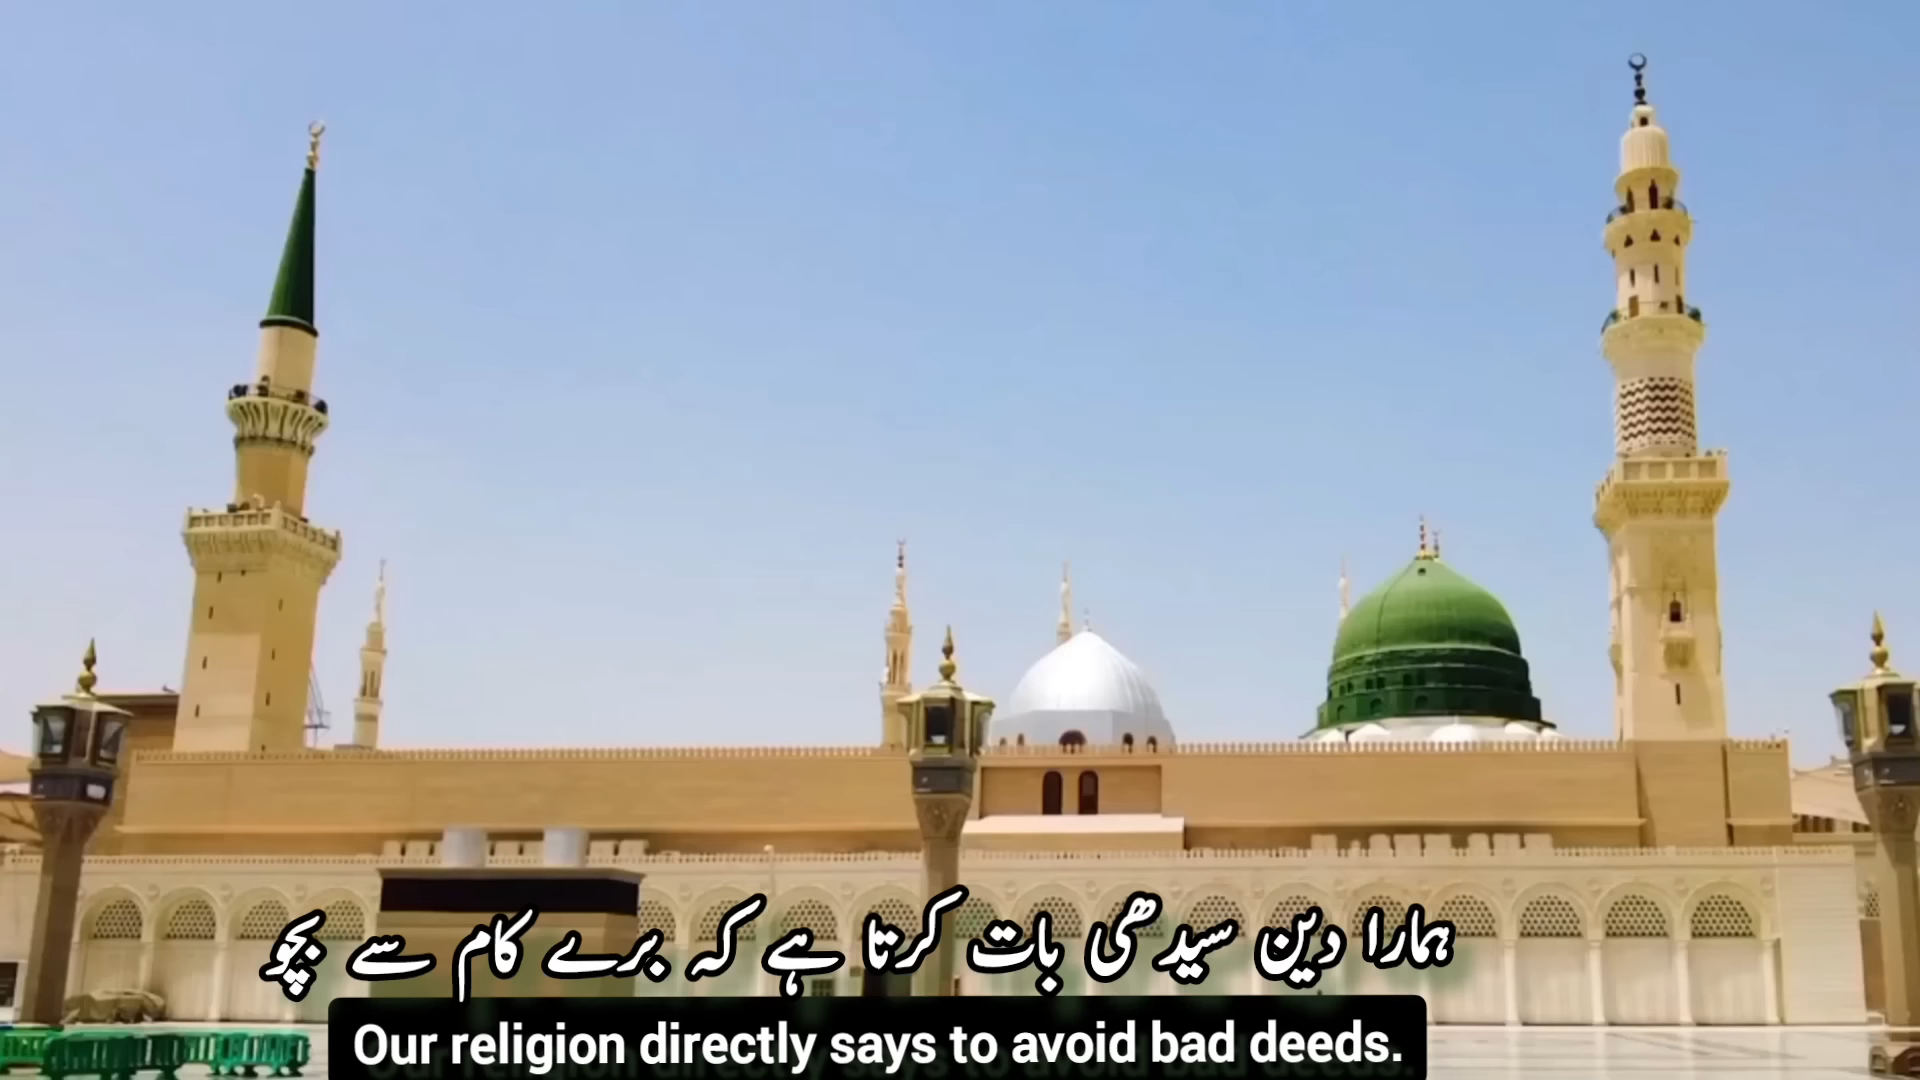 ہمارا دین سیدھی بات کرتا ہے کہ برے کام سے بچو
Our religion directly says to avoid bad deeds.